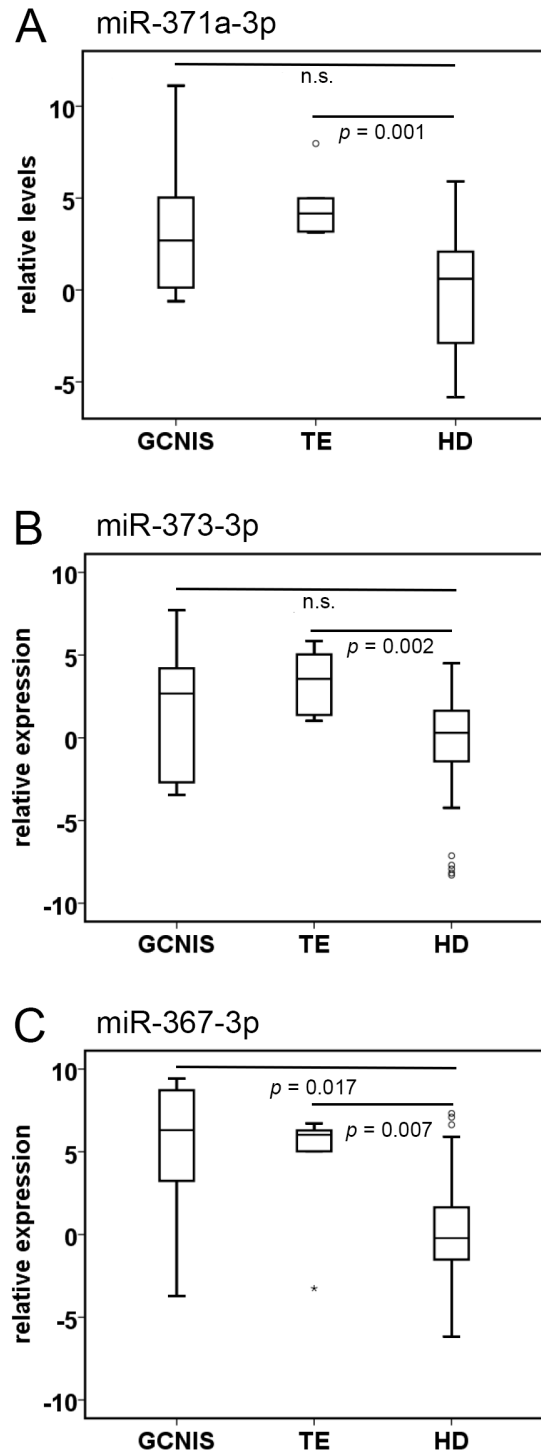 A miR-371a-3p
n.s.
p = 0.001
10
5
0
-5
relative levels
GCNIS TE HD
B miR-373-3p
n.s.
p = 0.002
10
5
0
-5
-10
relative expression
GCNIS TE HD
C miR-367-3p
p = 0.017
p = 0.007
10
5
0
-5
-10
relative expression
GCNIS TE HD